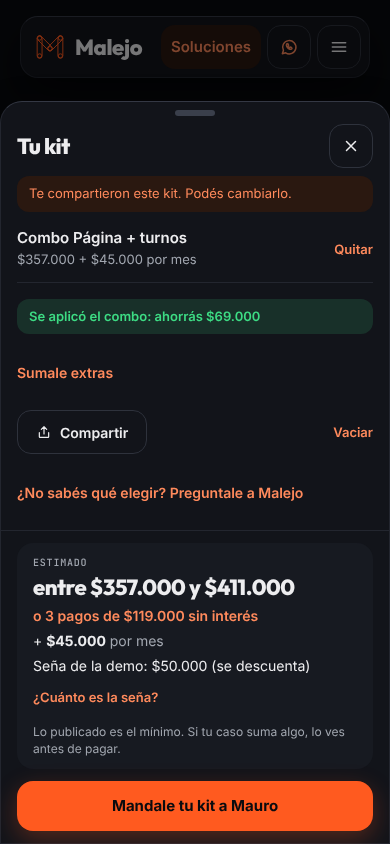 Malejo
Soluciones
Tu kit
Te compartieron este kit. Podés cambiarlo.
Combo Página + turnos
$357.000 + $45.000 por mes
Quitar
Se aplicó el combo: ahorrás $69.000
Sumale extras
Compartir
Vaciar
¿No sabés qué elegir? Preguntale a Malejo
ESTIMADO
entre $357.000 y $411.000
o 3 pagos de $119.000 sin interés
+ $45.000 por mes
Seña de la demo: $50.000 (se descuenta)
¿Cuánto es la seña?
Lo publicado es el mínimo. Si tu caso suma algo, lo ves
antes de pagar.
Mandale tu kit a Mauro